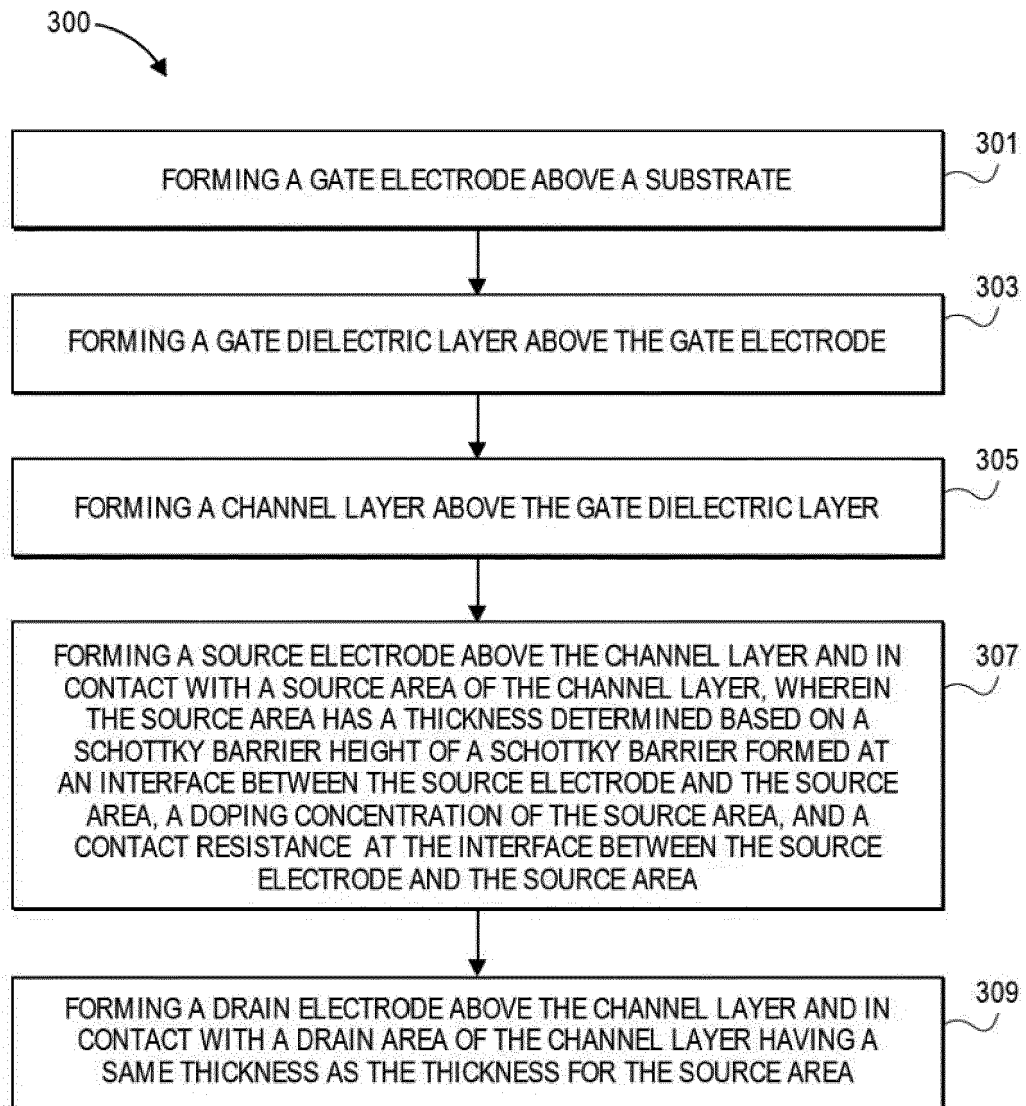 300
301
FORMING A GATE ELECTRODE ABOVE A SUBSTRATE
303
FORMING A GATE DIELECTRIC LAYER ABOVE THE GATE ELECTRODE
305
FORMING A CHANNEL LAYER ABOVE THE GATE DIELECTRIC LAYER
307
FORMING A SOURCE ELECTRODE ABOVE THE CHANNEL LAYER AND IN
CONTACT WITH A SOURCE AREA OF THE CHANNEL LAYER, WHEREIN
THE SOURCE AREA HAS A THICKNESS DETERMINED BASED ON A
SCHOTTKY BARRIER HEIGHT OF A SCHOTTKY BARRIER FORMED AT
AN INTERFACE BETWEEN THE SOURCE ELECTRODE AND THE SOURCE
AREA, A DOPING CONCENTRATION OF THE SOURCE AREA, AND A
CONTACT RESISTANCE AT THE INTERFACE BETWEEN THE SOURCE
ELECTRODE AND THE SOURCE AREA
309
FORMING A DRAIN ELECTRODE ABOVE THE CHANNEL LAYER AND IN
CONTACT WITH A DRAIN AREA OF THE CHANNEL LAYER HAVING A
SAME THICKNESS AS THE THICKNESS FOR THE SOURCE AREA